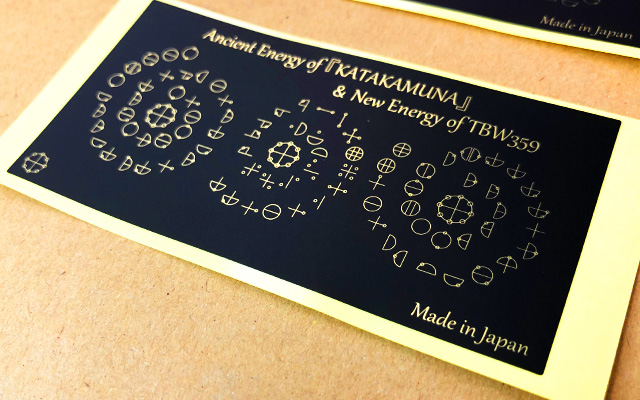 Made in Japan
Ancient Energy of『KATAKAMUNA』
& New Energy of TBW359
Made in Japan